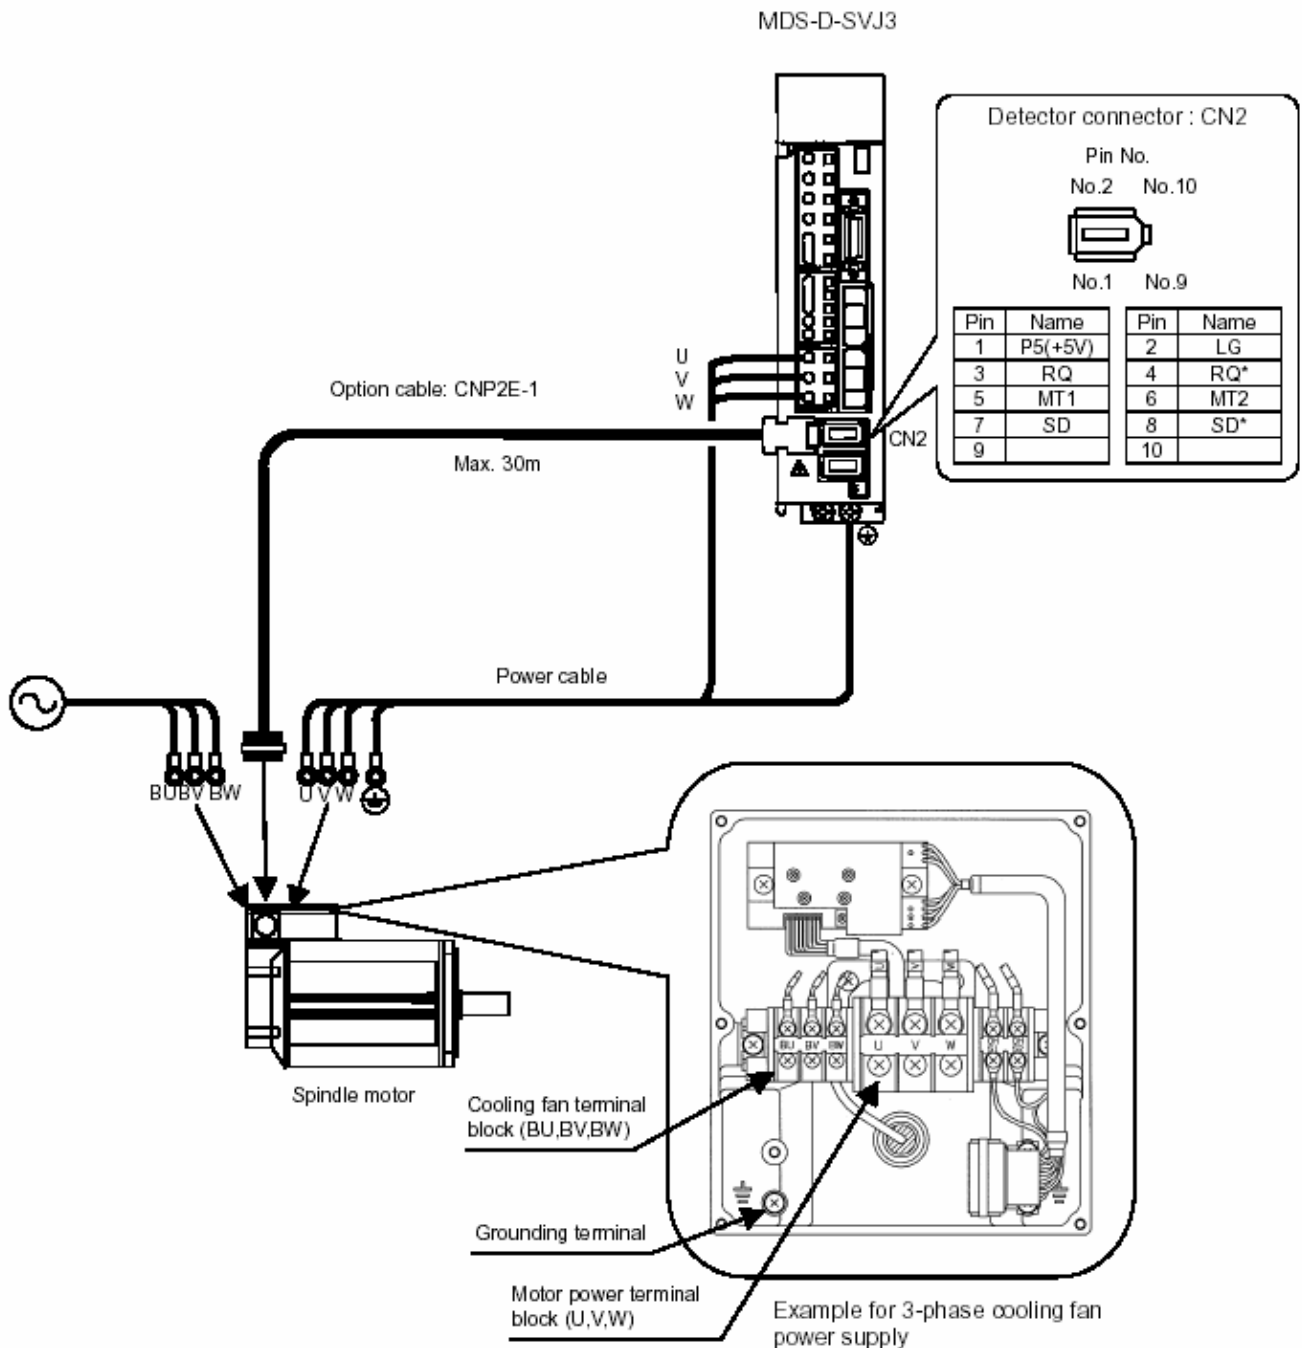 MDS-D-SVJ3
Detector connector : CN2
Pin No.
No.2 No.10
No.1 No.9
Pin Name Pin Name
1 P5(+5V) 2 LG
3 RQ 4 RQ*
5 MT1 6 MT2
7 SD 8 SD*
9 10
U
V
W
Option cable: CNP2E-1
CN2
Max. 30m
Power cable
BU BV BW
U V W
U V W
BU BV BW U V W
Spindle motor
Cooling fan terminal
block (BU,BV,BW)
Grounding terminal
Motor power terminal
block (U,V,W)
Example for 3-phase cooling fan
power supply